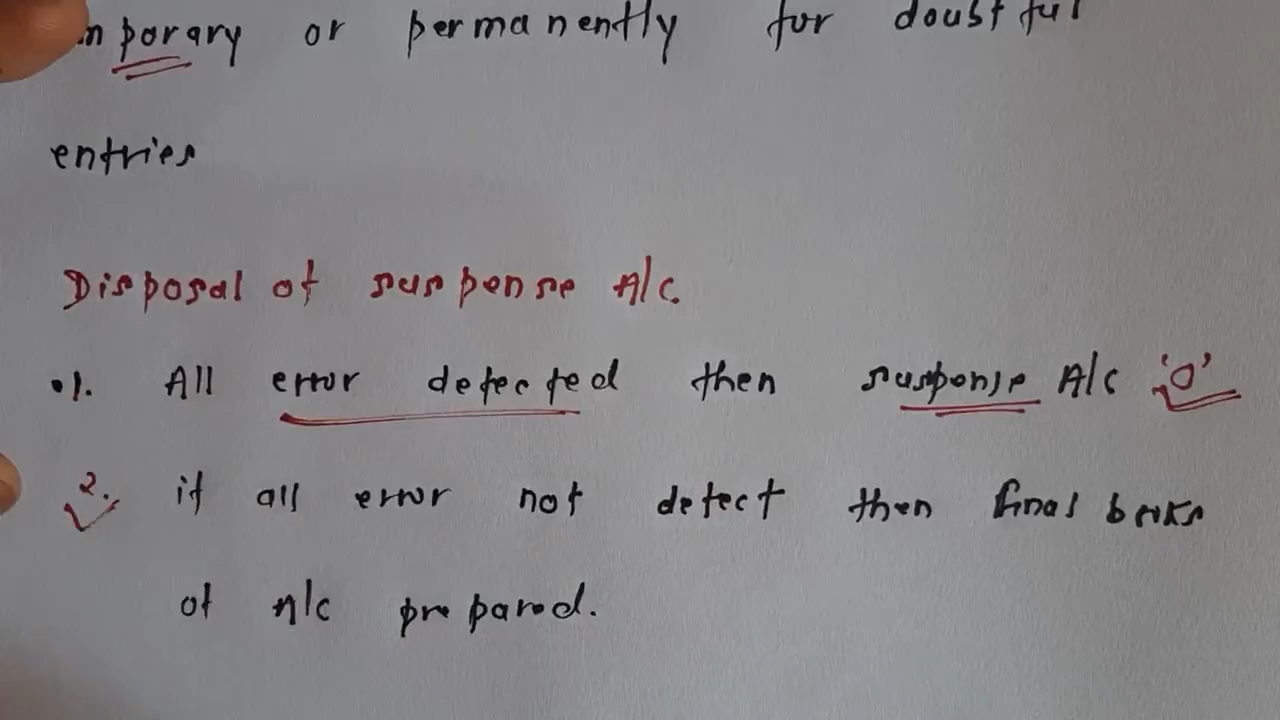 mporary or permanently for doubtful
entries
Disposal of suspense A/c.
1. All error detected then suspense A/c '0'
2. if all error not detect then final books
of A/c prepared.